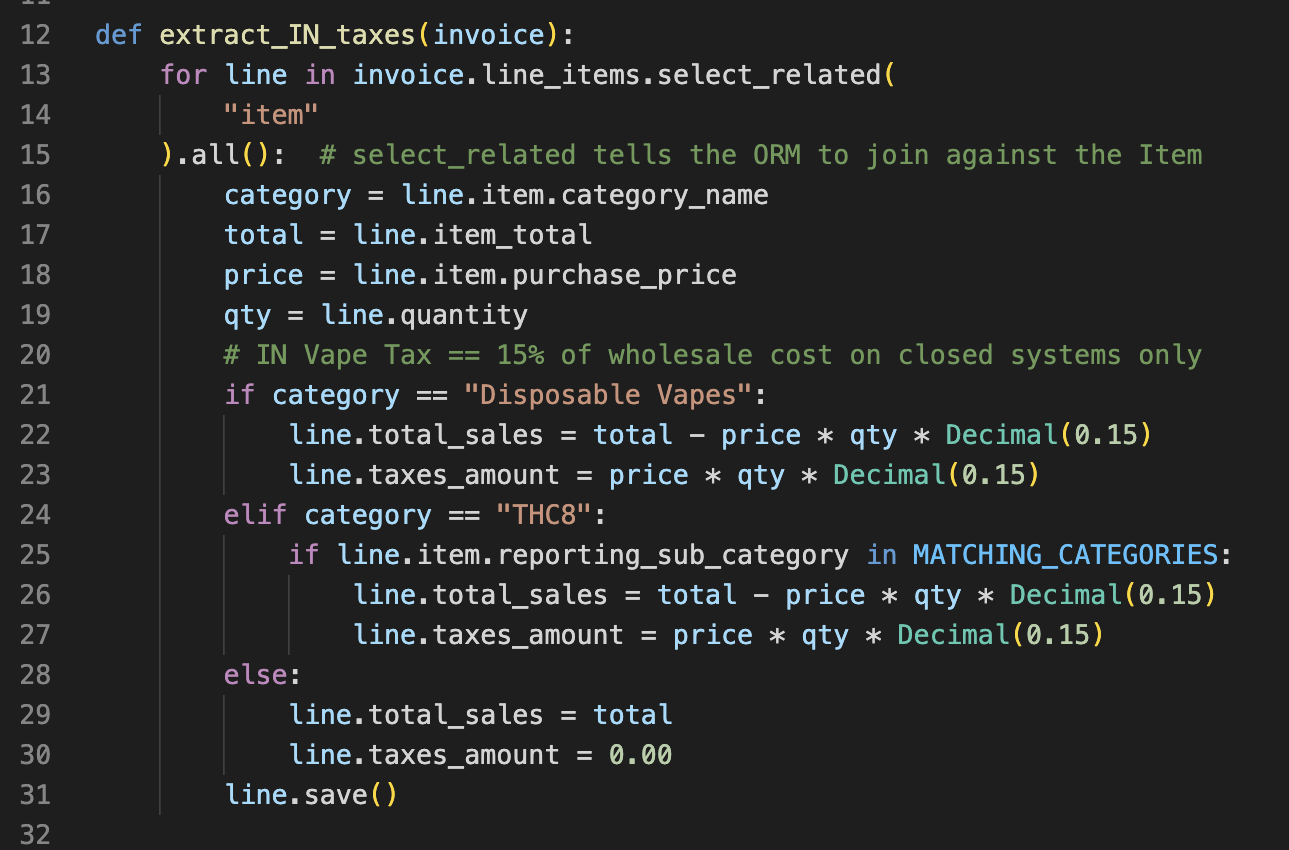 12 def extract_IN_taxes(invoice):
13     for line in invoice.line_items.select_related(
14         "item"
15     ).all():  # select_related tells the ORM to join against the Item
16         category = line.item.category_name
17         total = line.item_total
18         price = line.item.purchase_price
19         qty = line.quantity
20         # IN Vape Tax == 15% of wholesale cost on closed systems only
21         if category == "Disposable Vapes":
22             line.total_sales = total - price * qty * Decimal(0.15)
23             line.taxes_amount = price * qty * Decimal(0.15)
24         elif category == "THC8":
25             if line.item.reporting_sub_category in MATCHING_CATEGORIES:
26                 line.total_sales = total - price * qty * Decimal(0.15)
27                 line.taxes_amount = price * qty * Decimal(0.15)
28         else:
29             line.total_sales = total
30             line.taxes_amount = 0.00
31         line.save()
32